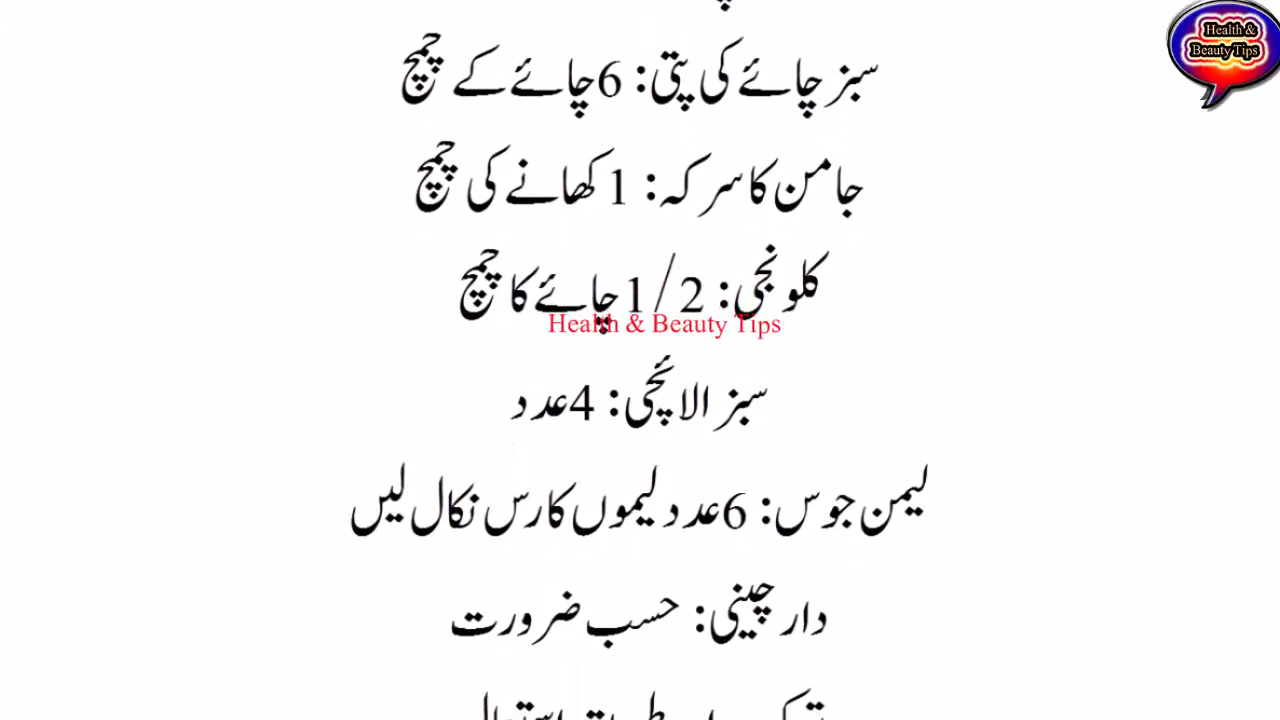 Health &
Beauty Tips
سبز چائے کی پتی: 6 چائے کے چمچ
جامن کا سرکہ: 1 کھانے کی چمچ
کلونجی: 1/2 چائے کا چمچ
Health & Beauty Tips
سبز الائچی: 4 عدد
لیمن جوس: 6 عدد لیموں کا رس نکال لیں
دار چینی: حسب ضرورت